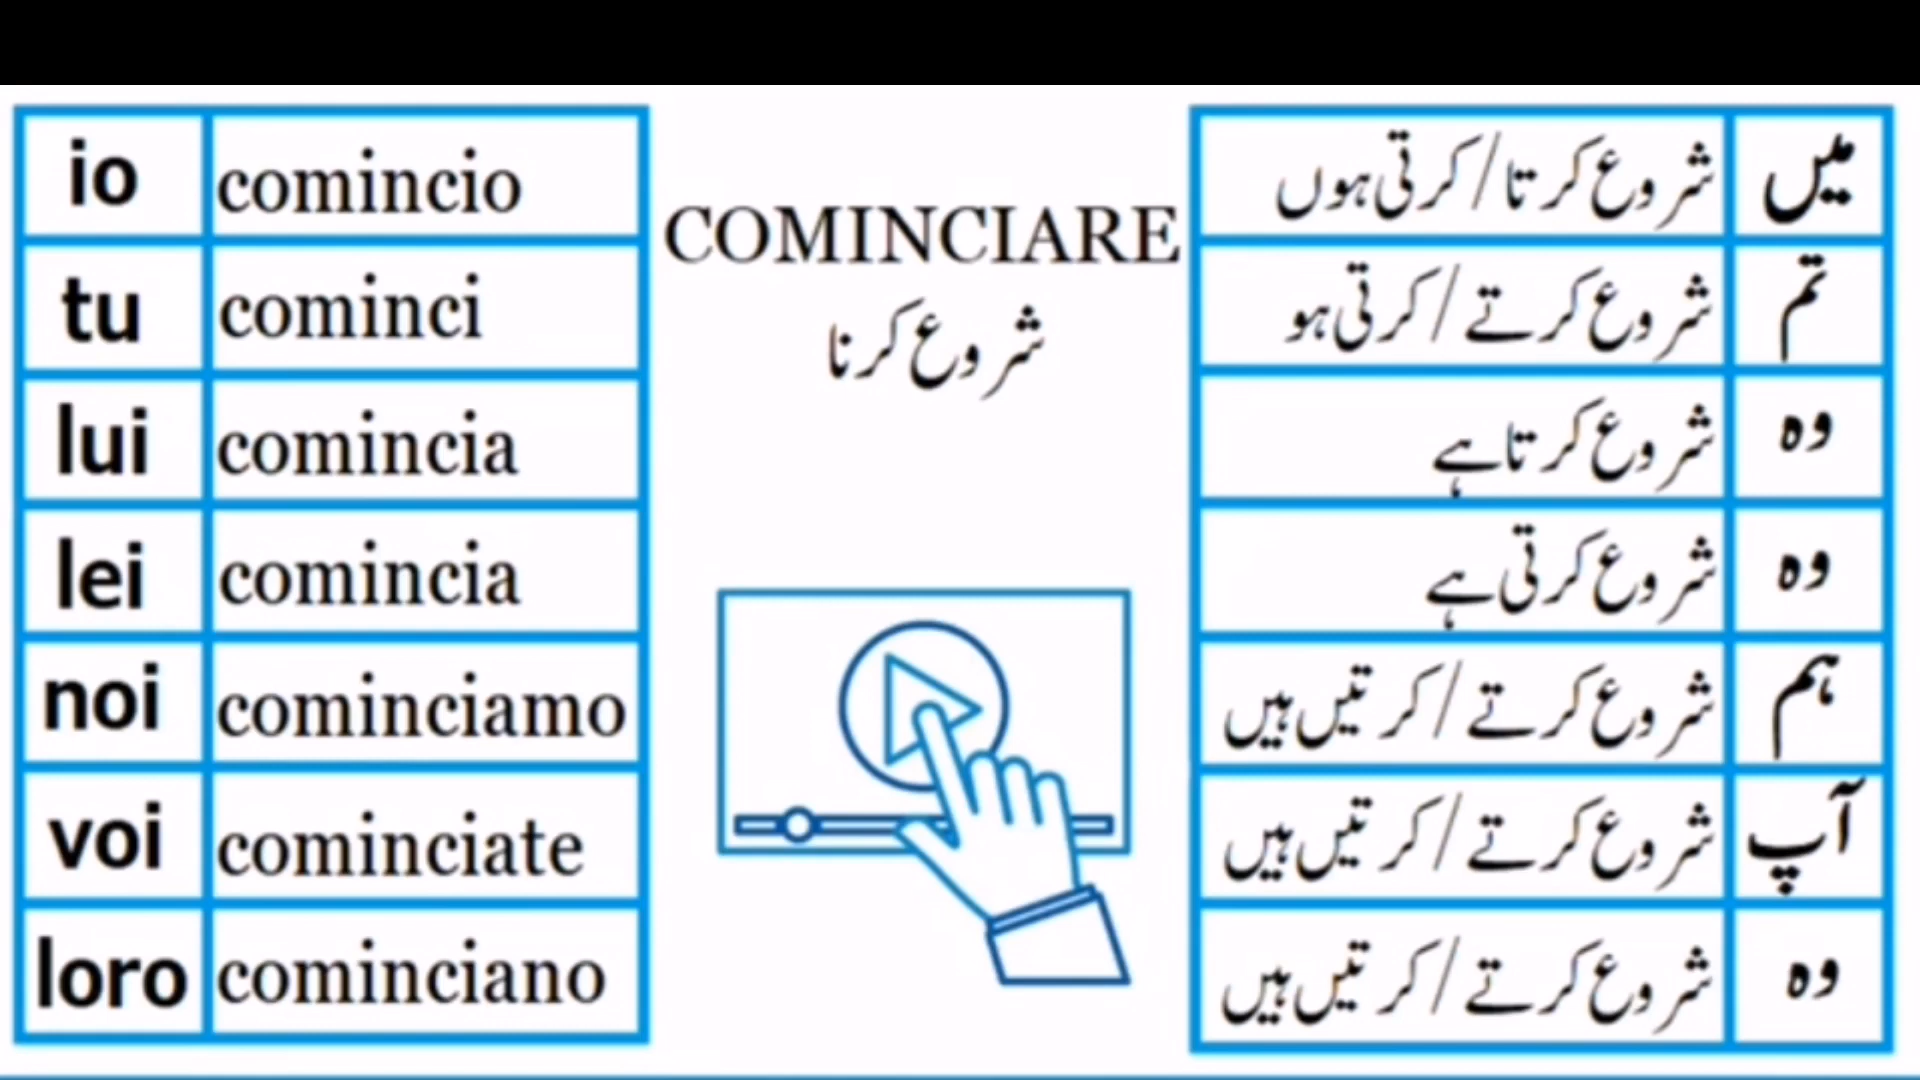 io comincio
tu cominci
lui comincia
lei comincia
noi cominciamo
voi cominciate
loro cominciano
COMINCIARE
شروع کرنا
میں شروع کرتا/کرتی ہوں
تم شروع کرتے/کرتی ہو
وہ شروع کرتا ہے
وہ شروع کرتی ہے
ہم شروع کرتے/کرتیں ہیں
آپ شروع کرتے/کرتیں ہیں
وہ شروع کرتے/کرتیں ہیں